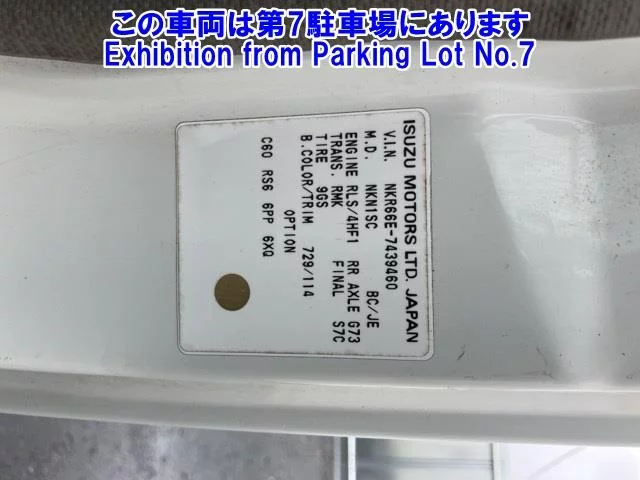 この車両は第7駐車場にあります
Exhibition from Parking Lot No.7
ISUZU MOTORS LTD. JAPAN
V.I.N. NKR66E-7439460
M.D. NKN1SC BC/JE
ENGINE RLS/4HF1 RR AXLE G73
TRANS. RMK FINAL S7C
TIRE 9GS
B.COLOR/TRIM 729/114
OPTION
C60 RS6 6PP 6XQ